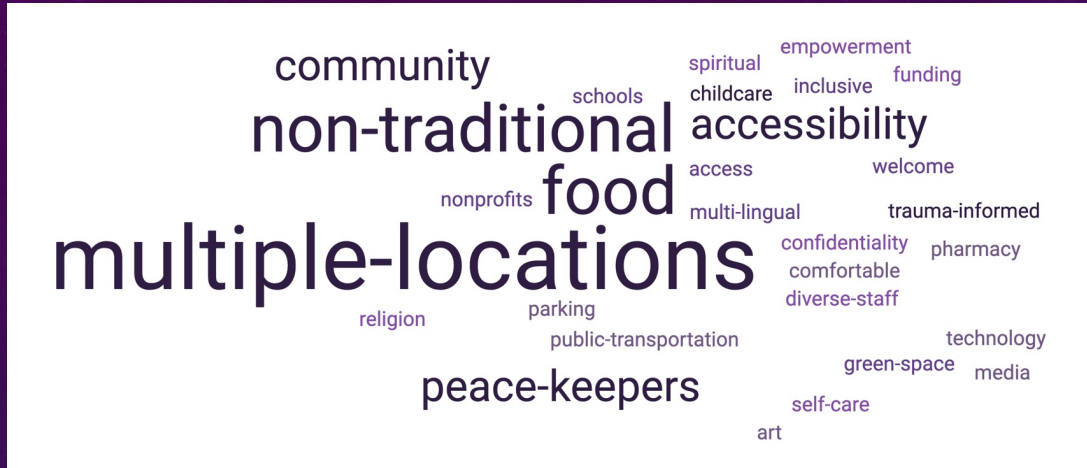 empowerment
community
spiritual
funding
inclusive
childcare
schools
non-traditional
accessibility
access
welcome
food
nonprofits
multi-lingual
trauma-informed
confidentiality
pharmacy
multiple-locations
comfortable
diverse-staff
parking
religion
public-transportation
technology
green-space
media
peace-keepers
self-care
art